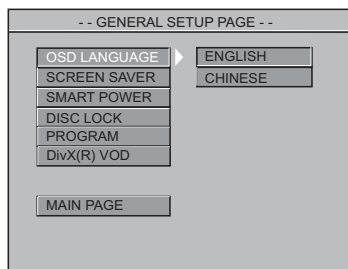 - - GENERAL SETUP PAGE - -
OSD LANGUAGE
ENGLISH
SCREEN SAVER
CHINESE
SMART POWER
DISC LOCK
PROGRAM
DivX(R) VOD
MAIN PAGE